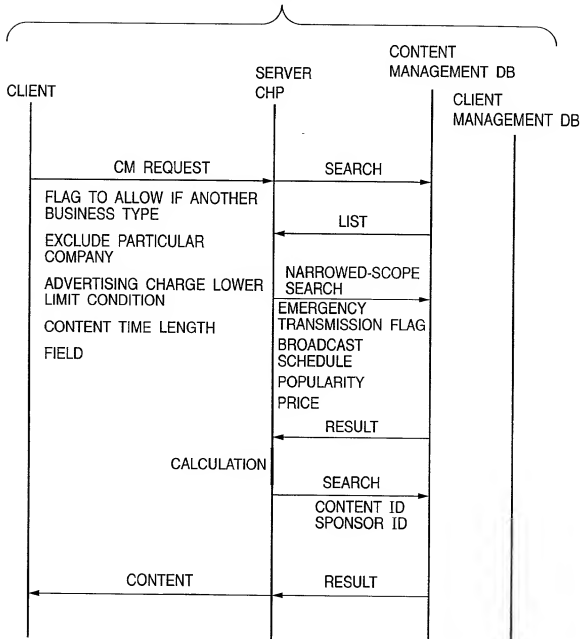 CLIENT
SERVER
CHP
CONTENT
MANAGEMENT DB
CLIENT
MANAGEMENT DB
CM REQUEST
SEARCH
FLAG TO ALLOW IF ANOTHER
BUSINESS TYPE
LIST
EXCLUDE PARTICULAR
COMPANY
ADVERTISING CHARGE LOWER
LIMIT CONDITION
CONTENT TIME LENGTH
FIELD
NARROWED-SCOPE
SEARCH
EMERGENCY
TRANSMISSION FLAG
BROADCAST
SCHEDULE
POPULARITY
PRICE
RESULT
CALCULATION
SEARCH
CONTENT ID
SPONSOR ID
CONTENT
RESULT